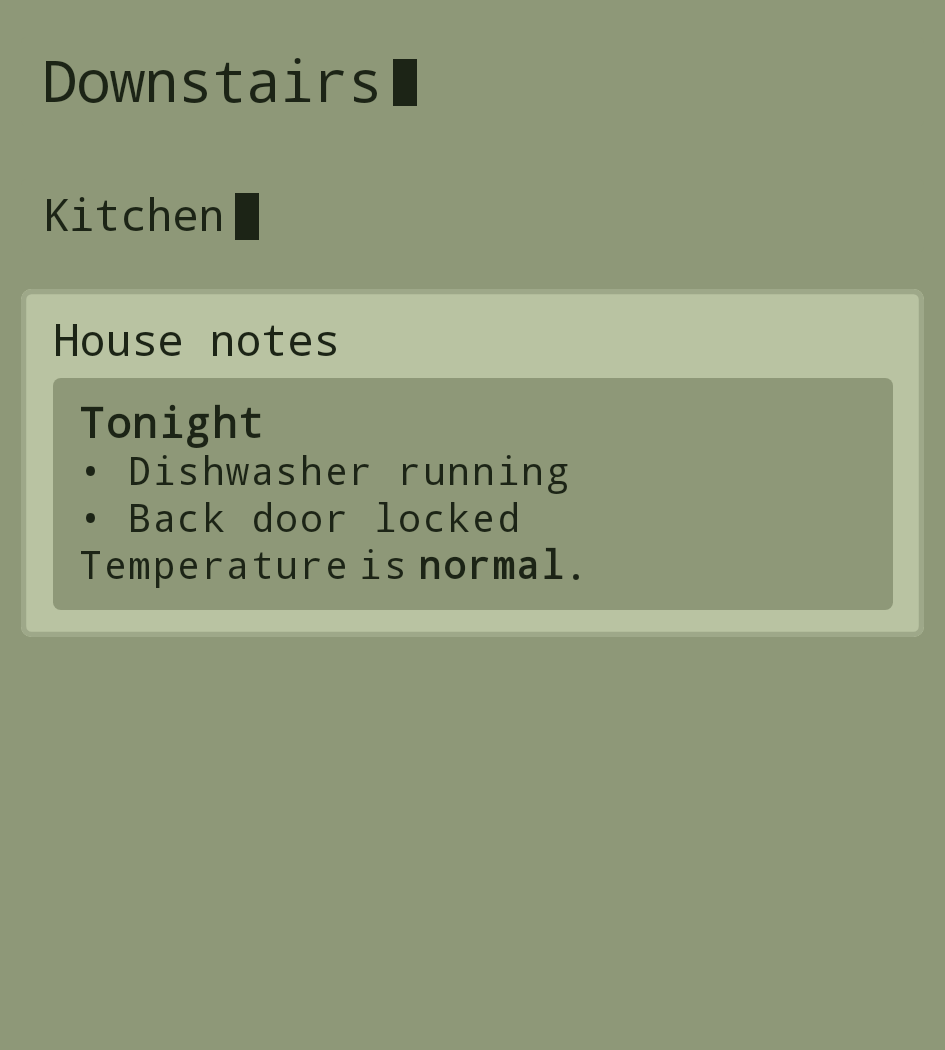 Downstairs
Kitchen
House notes
Tonight
• Dishwasher running
• Back door locked
Temperature is normal.